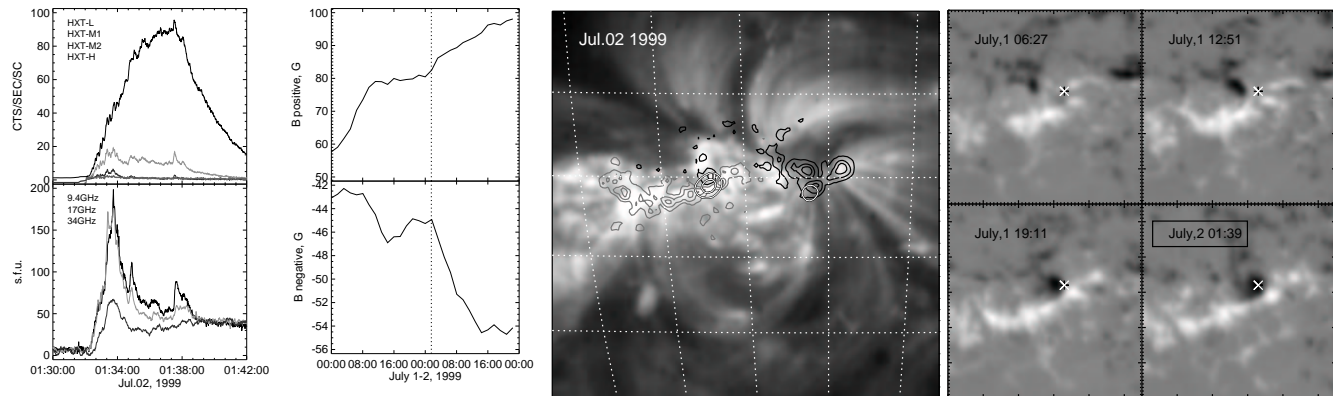 HXT-L
HXT-M1
HXT-M2
HXT-H
CTS/SEC/SC
100
80
60
40
20
0
9.4GHz
17GHz
34GHz
s.f.u.
200
150
100
50
0
01:30:00 01:34:00 01:38:00 01:42:00
Jul.02, 1999
B positive, G
100
90
80
70
60
50
B negative, G
-42
-44
-46
-48
-50
-52
-54
-56
00:00 08:00 16:00 00:00 08:00 16:00 00:00
July 1-2, 1999
Jul.02 1999
July,1 06:27
July,1 12:51
July,1 19:11
July,2 01:39